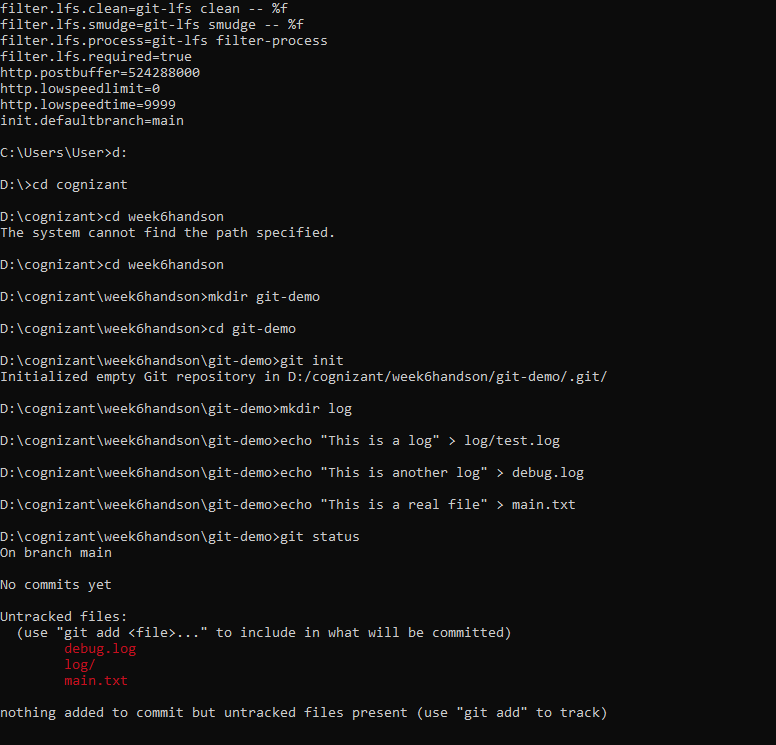 filter.lfs.clean=git-lfs clean -- %f
filter.lfs.smudge=git-lfs smudge -- %f
filter.lfs.process=git-lfs filter-process
filter.lfs.required=true
http.postbuffer=524288000
http.lowspeedlimit=0
http.lowspeedtime=9999
init.defaultbranch=main
C:\Users\User>d:
D:\>cd cognizant
D:\cognizant>cd week6handson
The system cannot find the path specified.
D:\cognizant>cd week6handson
D:\cognizant\week6handson>mkdir git-demo
D:\cognizant\week6handson>cd git-demo
D:\cognizant\week6handson\git-demo>git init
Initialized empty Git repository in D:/cognizant/week6handson/git-demo/.git/
D:\cognizant\week6handson\git-demo>mkdir log
D:\cognizant\week6handson\git-demo>echo "This is a log" > log/test.log
D:\cognizant\week6handson\git-demo>echo "This is another log" > debug.log
D:\cognizant\week6handson\git-demo>echo "This is a real file" > main.txt
D:\cognizant\week6handson\git-demo>git status
On branch main
No commits yet
Untracked files:
  (use "git add <file>..." to include in what will be committed)
        debug.log
        log/
        main.txt
nothing added to commit but untracked files present (use "git add" to track)